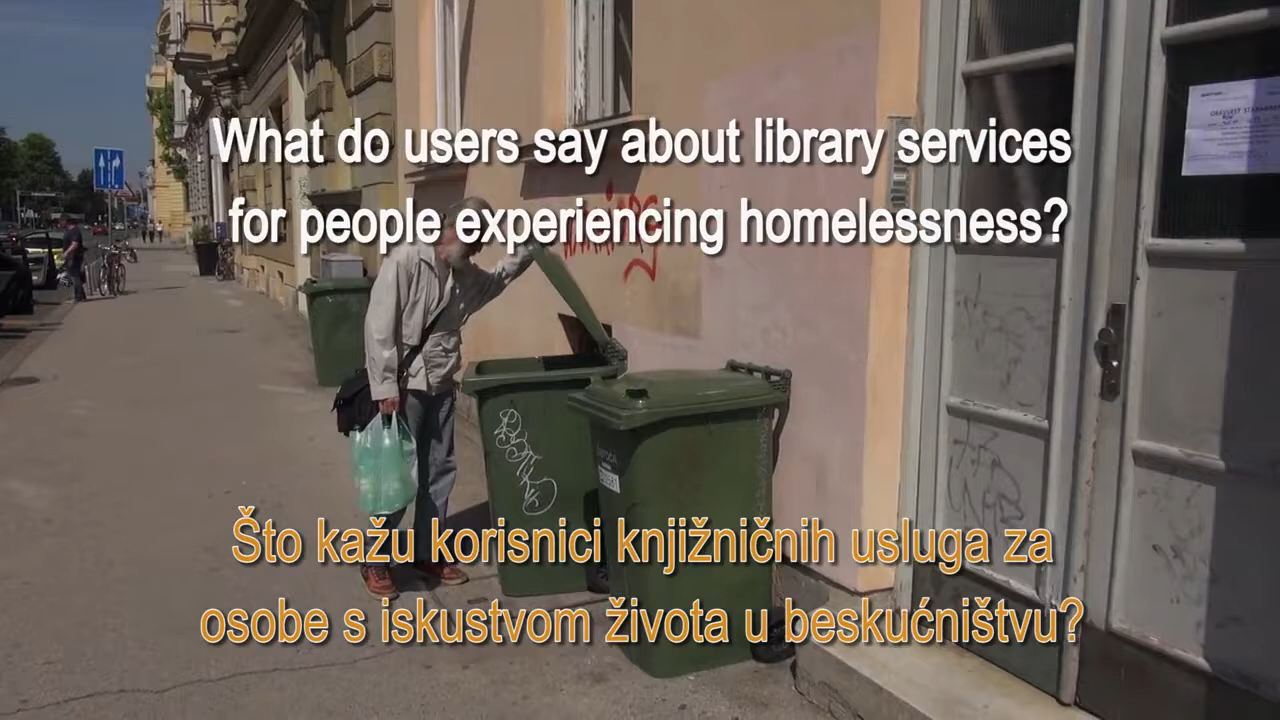 What do users say about library services
for people experiencing homelessness?
Što kažu korisnici knjižničnih usluga za
osobe s iskustvom života u beskućništvu?